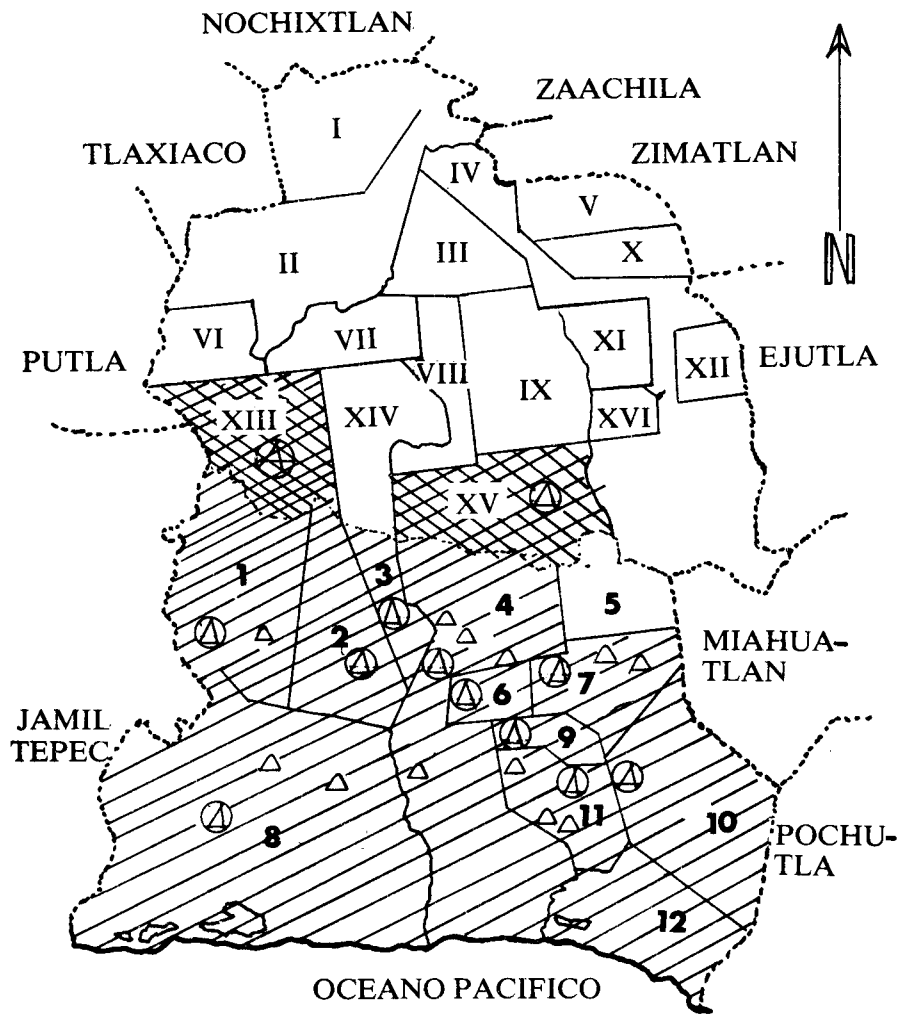 NOCHIXTLAN
ZAACHILA
I
TLAXIACO
IV
ZIMATLAN
V
II
III
X
N
VI
VII
XI
PUTLA
VIII
IX
XII
EJUTLA
XIII
XIV
XVI
XV
1
3
4
5
2
MIAHUA-
TLAN
6
7
JAMIL
TEPEC
9
8
11
10
POCHU-
TLA
12
OCEANO PACIFICO